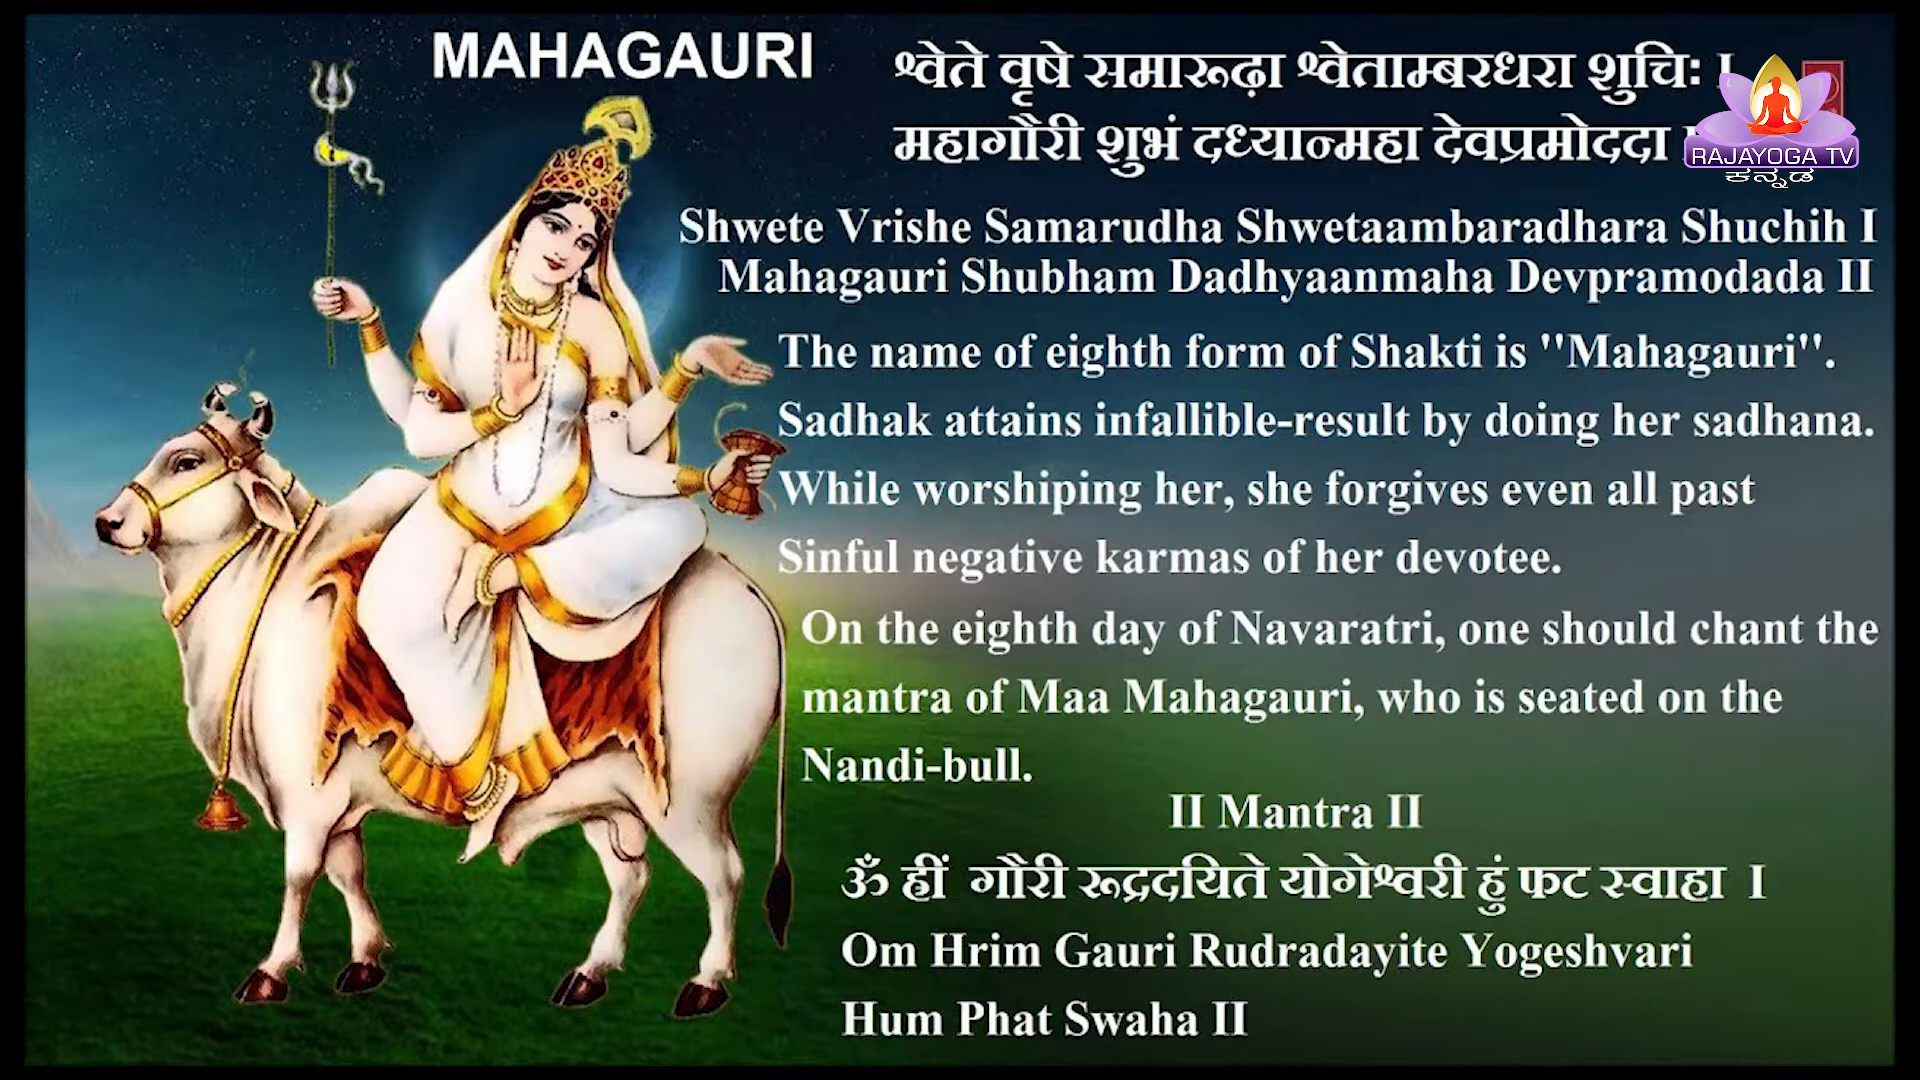 MAHAGAURI
श्वेते वृषे समारूढ़ा श्वेताम्बरधरा शुचिः I
महागौरी शुभं दध्यान्महा देवप्रमोददा
RAJAYOGA TV
ಕನ್ನಡ
Shwete Vrishe Samarudha Shwetaambaradhara Shuchih I
Mahagauri Shubham Dadhyaanmaha Devpramodada II
The name of eighth form of Shakti is "Mahagauri".
Sadhak attains infallible-result by doing her sadhana.
While worshiping her, she forgives even all past
Sinful negative karmas of her devotee.
On the eighth day of Navaratri, one should chant the
mantra of Maa Mahagauri, who is seated on the
Nandi-bull.
II Mantra II
ॐ ह्रीं गौरी रूद्रदयिते योगेश्वरी हुं फट स्वाहा I
Om Hrim Gauri Rudradayite Yogeshvari
Hum Phat Swaha II